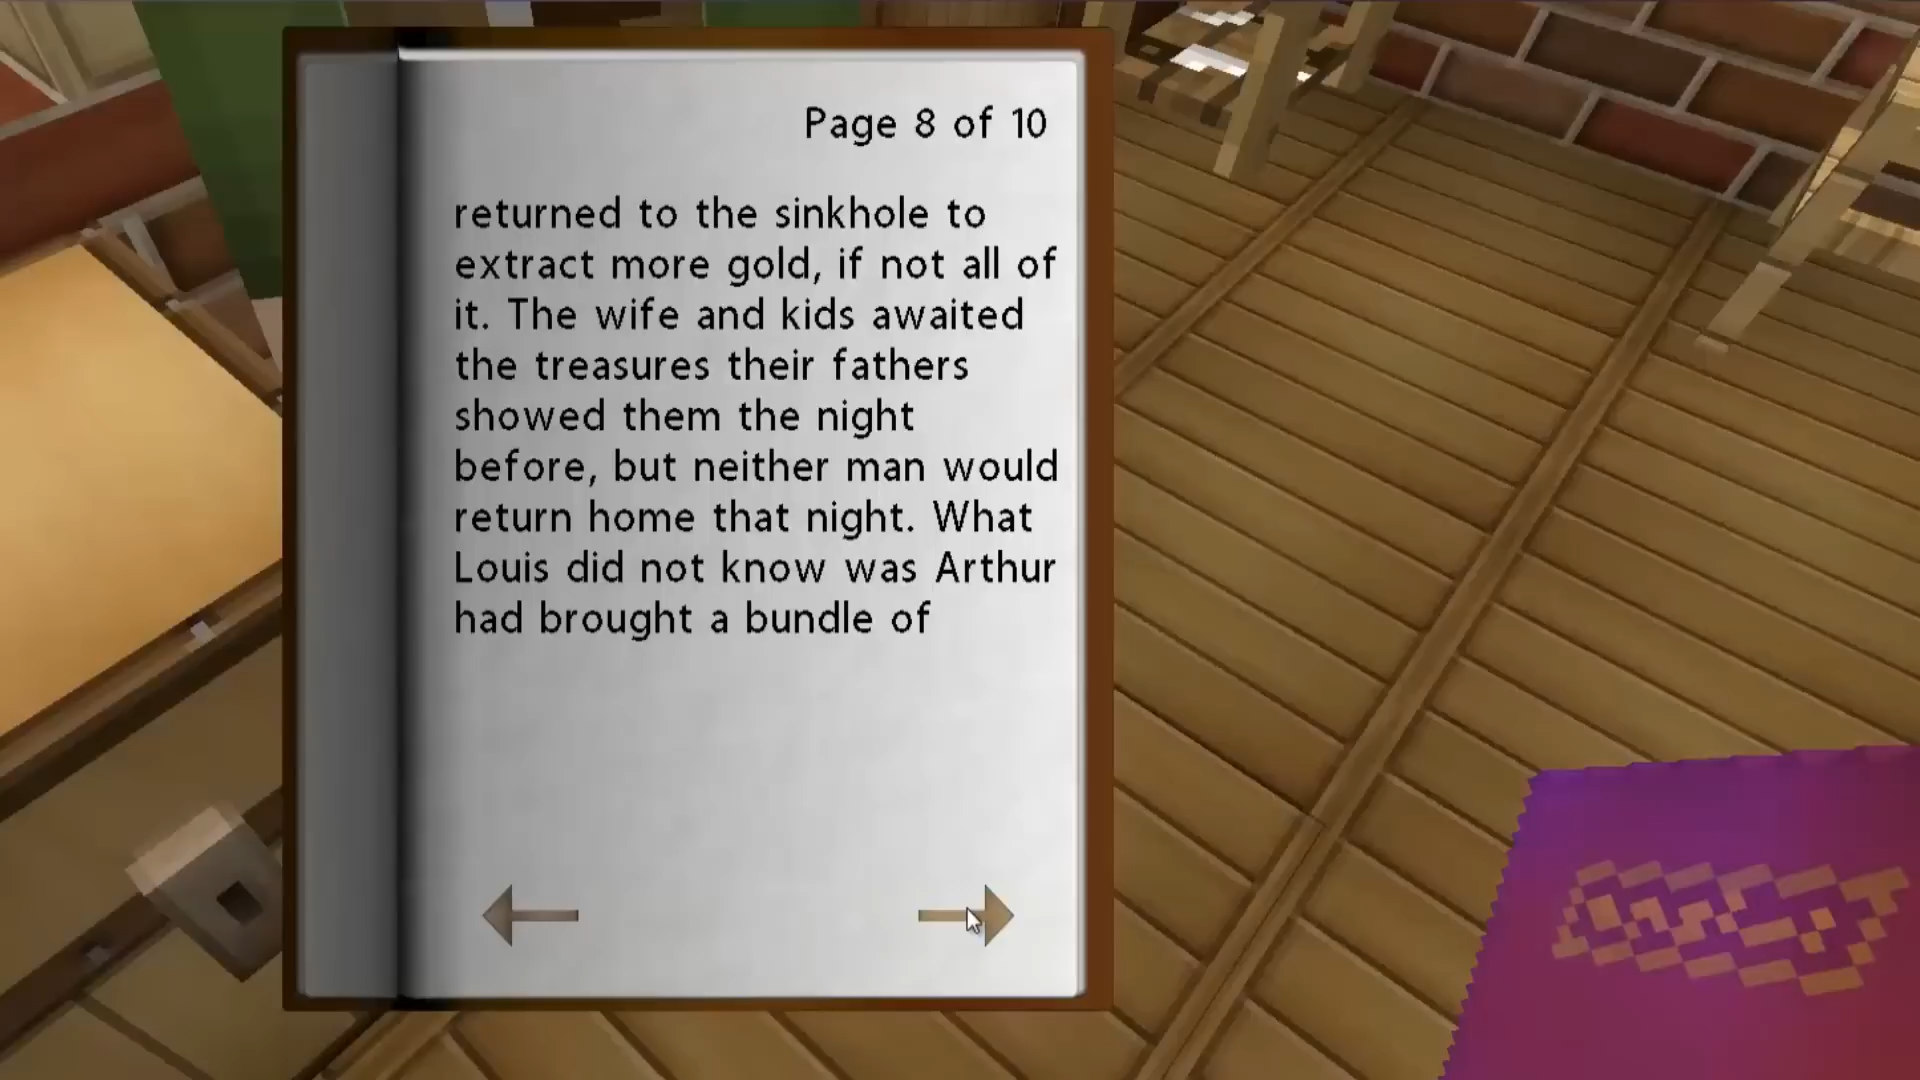 Page 8 of 10
returned to the sinkhole to
extract more gold, if not all of
it. The wife and kids awaited
the treasures their fathers
showed them the night
before, but neither man would
return home that night. What
Louis did not know was Arthur
had brought a bundle of